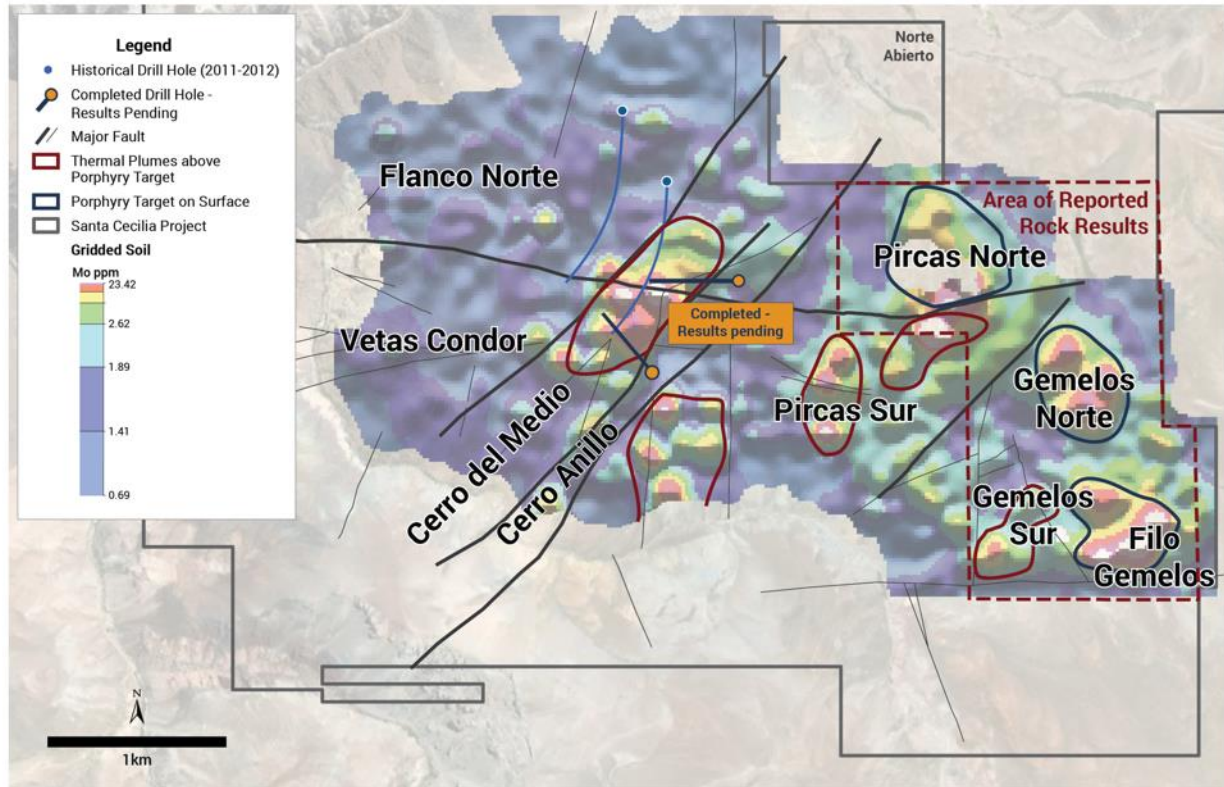 Legend
Historical Drill Hole (2011-2012)
Completed Drill Hole -
Results Pending
Major Fault
Thermal Plumes above
Porphyry Target
Porphyry Target on Surface
Santa Cecilia Project
Gridded Soil
Mo ppm
23.42
2.62
1.89
1.41
0.69
Norte
Abierto
Flanco Norte
Area of Reported
Rock Results
Pircas Norte
Completed -
Results pending
Vetas Condor
Pircas Sur
Gemelos
Norte
Cerro del Medio
Cerro Anillo
Gemelos
Sur
Filo
Gemelos
N
1km